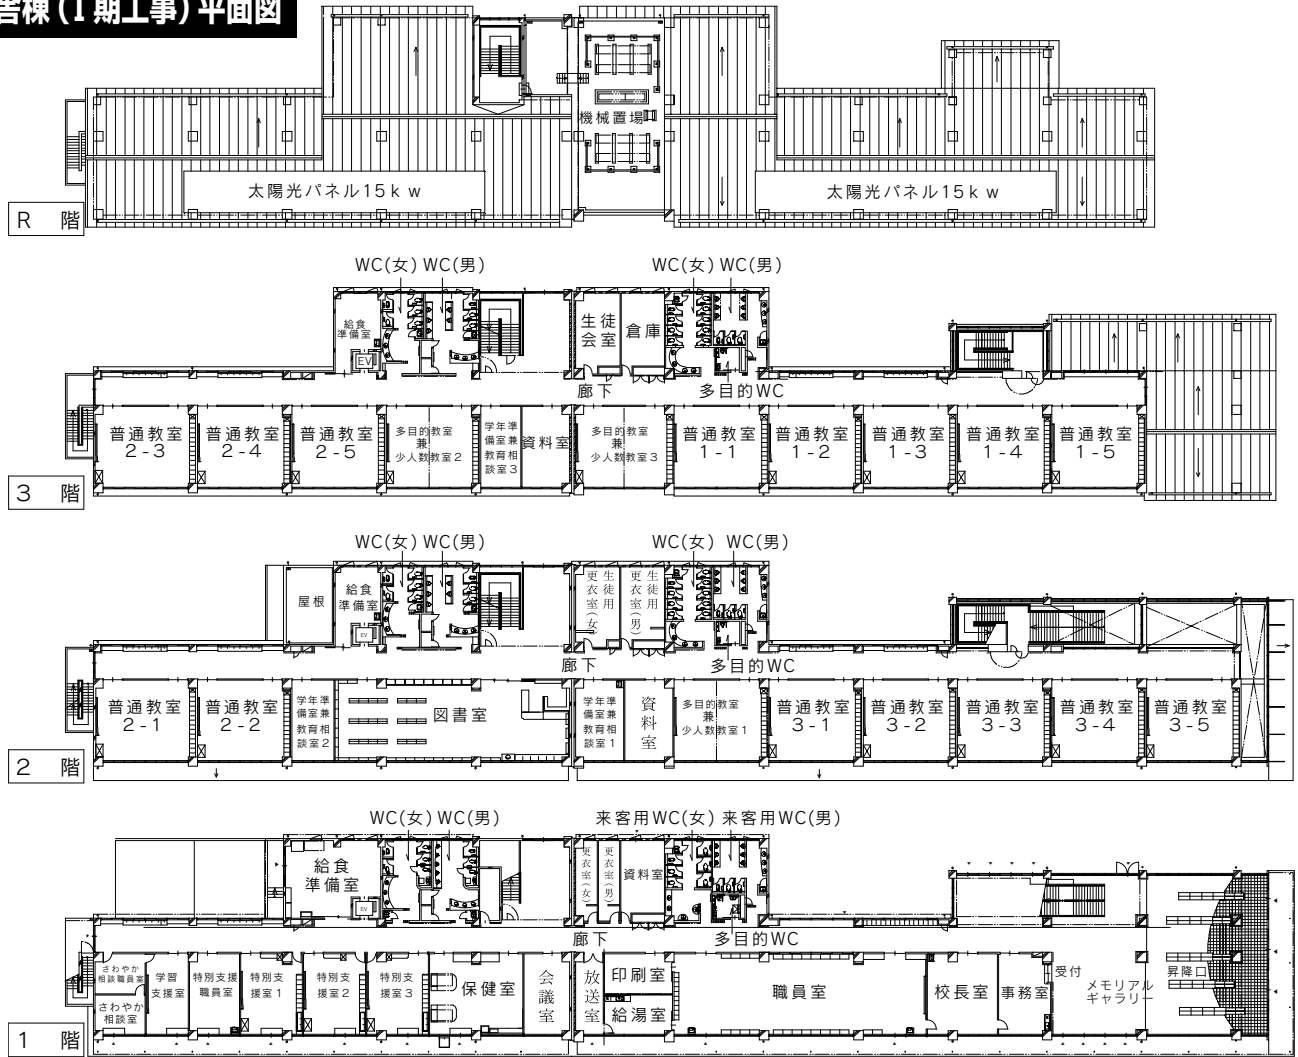 舎棟(Ⅰ期工事)平面図
機械置場
太陽光パネル15kw
太陽光パネル15kw
R 階
WC(女) WC(男)
WC(女) WC(男)
給食
準備室
EV
生徒
会室
倉庫
廊下
多目的WC
普通教室
2-3
普通教室
2-4
普通教室
2-5
多目的教室
兼
少人数教室2
学年準
備室兼
教育相
談室3
資料室
多目的教室
兼
少人数教室3
普通教室
1-1
普通教室
1-2
普通教室
1-3
普通教室
1-4
普通教室
1-5
3 階
WC(女) WC(男)
WC(女) WC(男)
屋根
給食
準備室
EV
生徒用
更衣室(女)
生徒用
更衣室(男)
廊下
多目的WC
普通教室
2-1
普通教室
2-2
学年準
備室兼
教育相
談室2
図書室
学年準
備室兼
教育相
談室1
資料室
多目的教室
兼
少人数教室1
普通教室
3-1
普通教室
3-2
普通教室
3-3
普通教室
3-4
普通教室
3-5
2 階
WC(女) WC(男)
来客用WC(女) 来客用WC(男)
給食
準備室
EV
更衣室(女)
更衣室(男)
資料室
廊下
多目的WC
さわやか
相談職員室
さわやか
相談室
学習
支援室
特別支援
職員室
特別支
援室1
特別支
援室2
特別支
援室3
保健室
会議室
放送室
印刷室
給湯室
職員室
校長室
事務室
受付
メモリアル
ギャラリー
昇降口
1 階